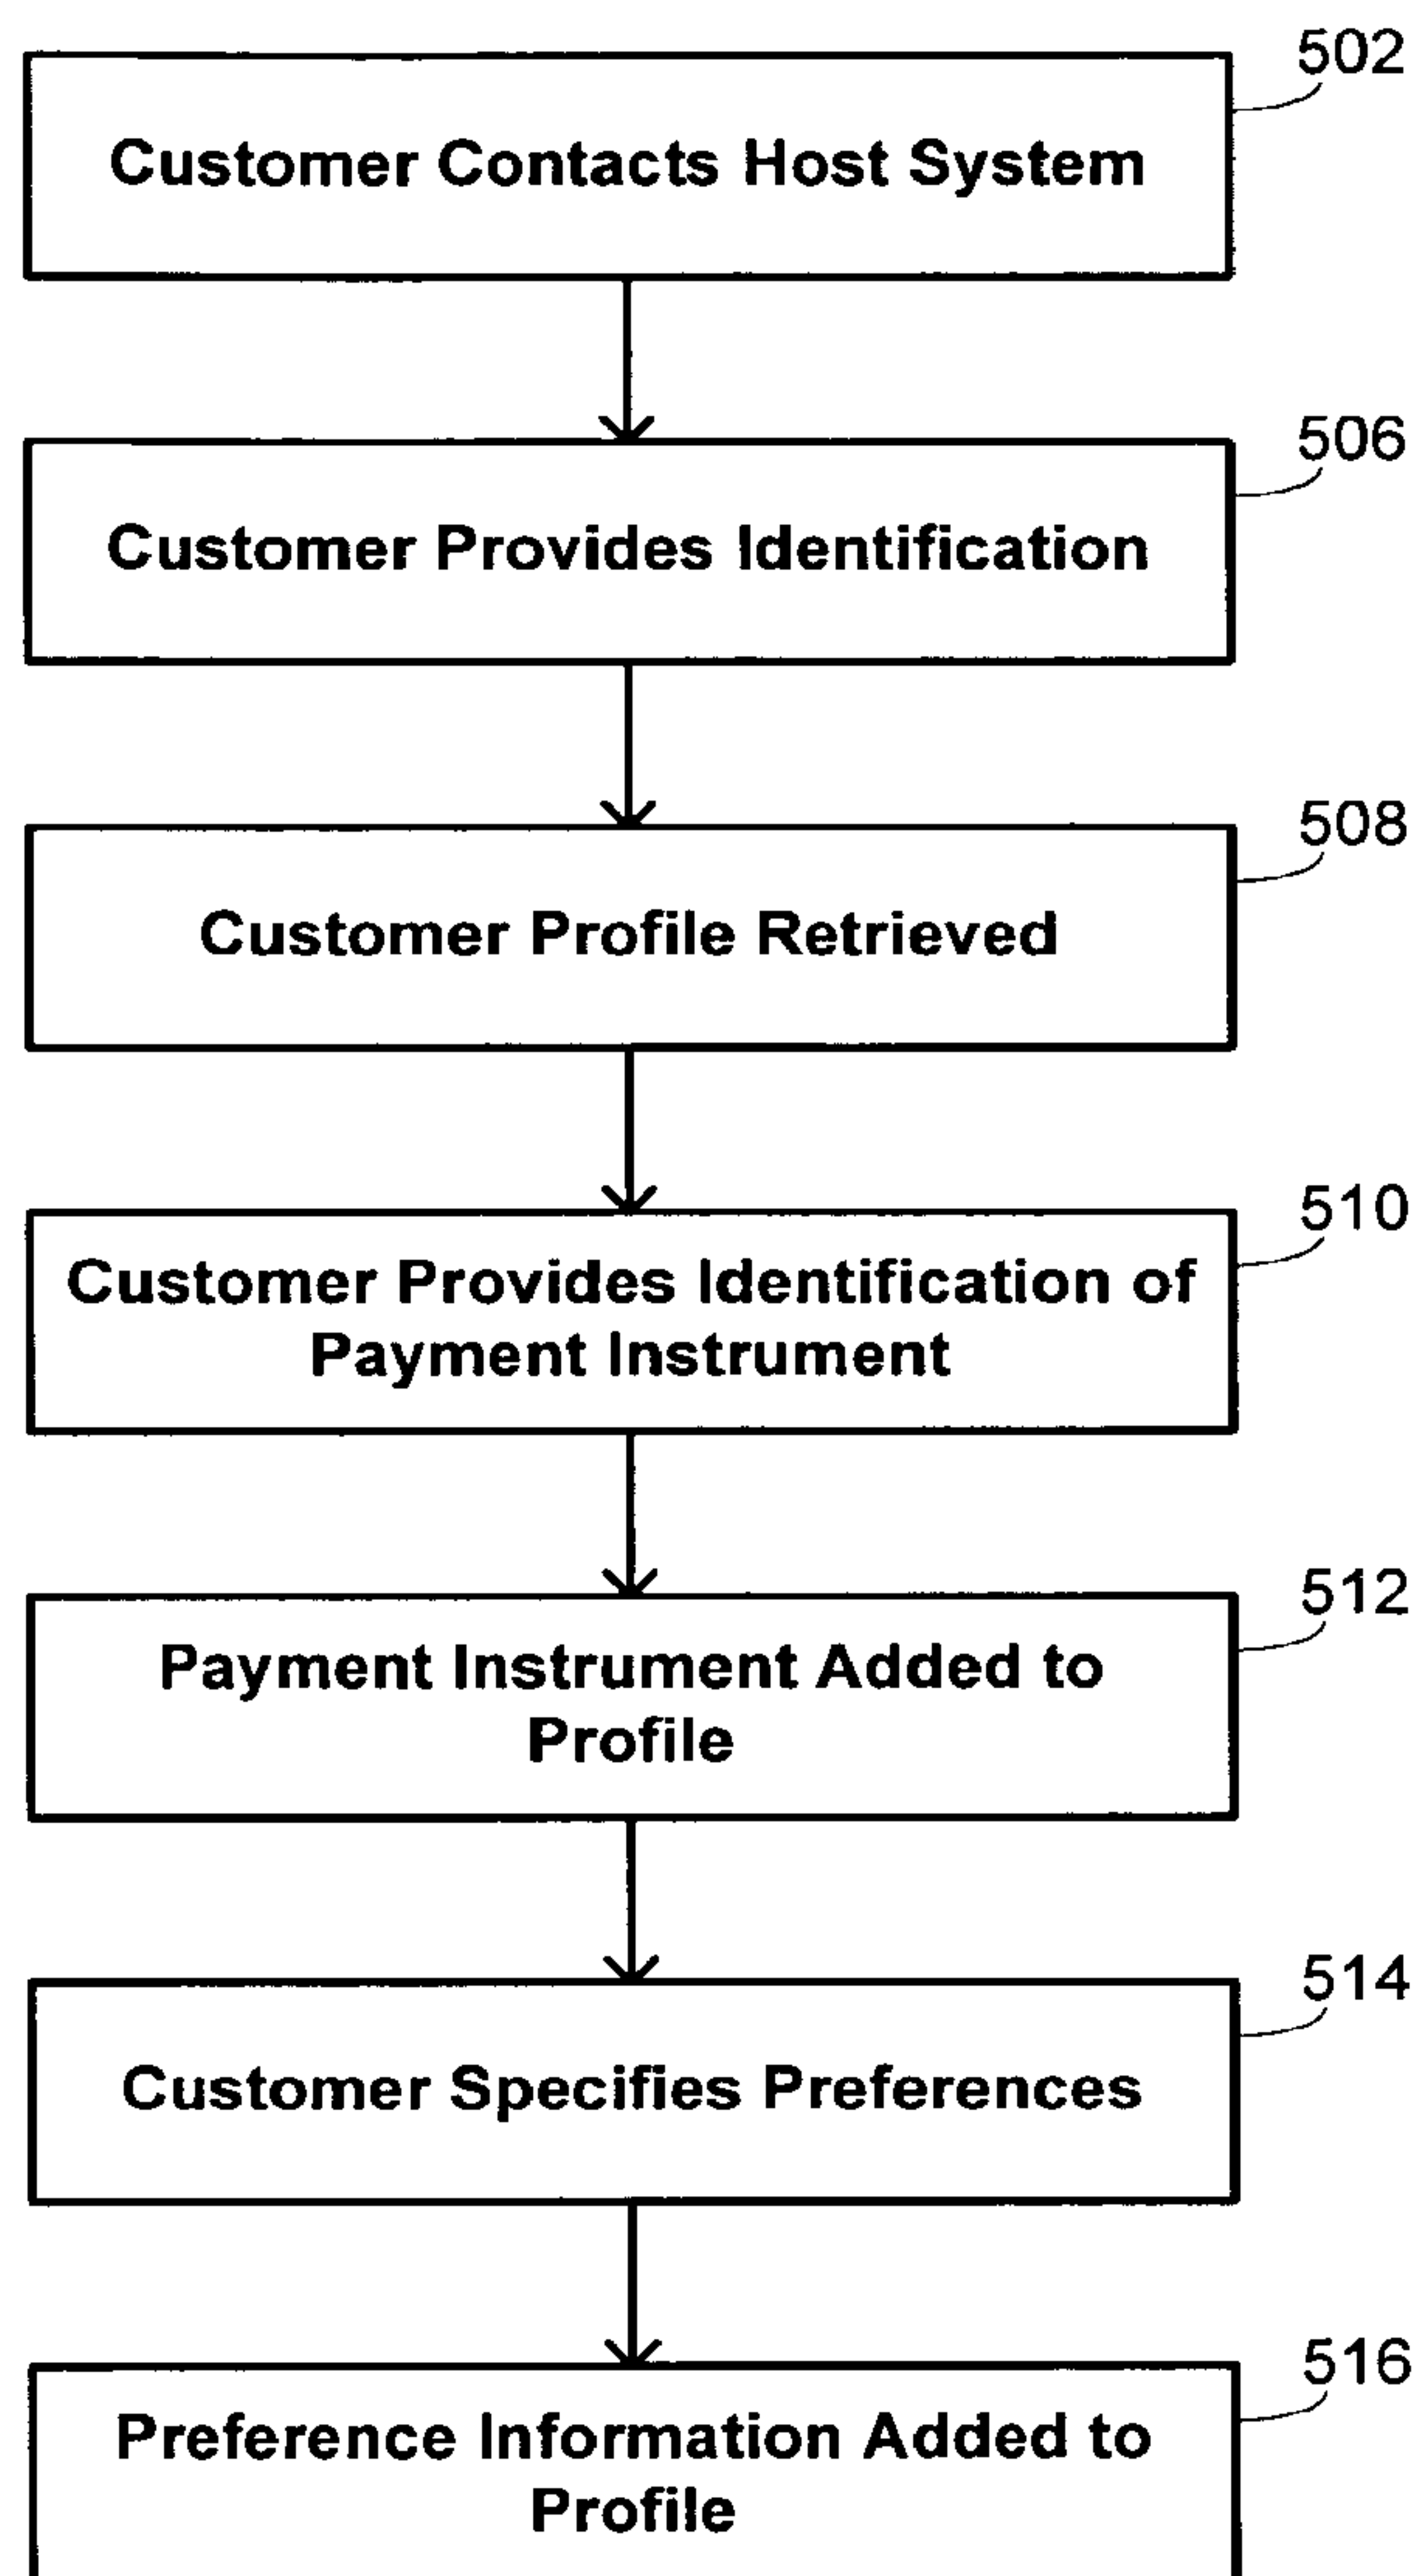 502
Customer Contacts Host System
506
Customer Provides Identification
508
Customer Profile Retrieved
510
Customer Provides Identification of
Payment Instrument
512
Payment Instrument Added to
Profile
514
Customer Specifies Preferences
516
Preference Information Added to
Profile